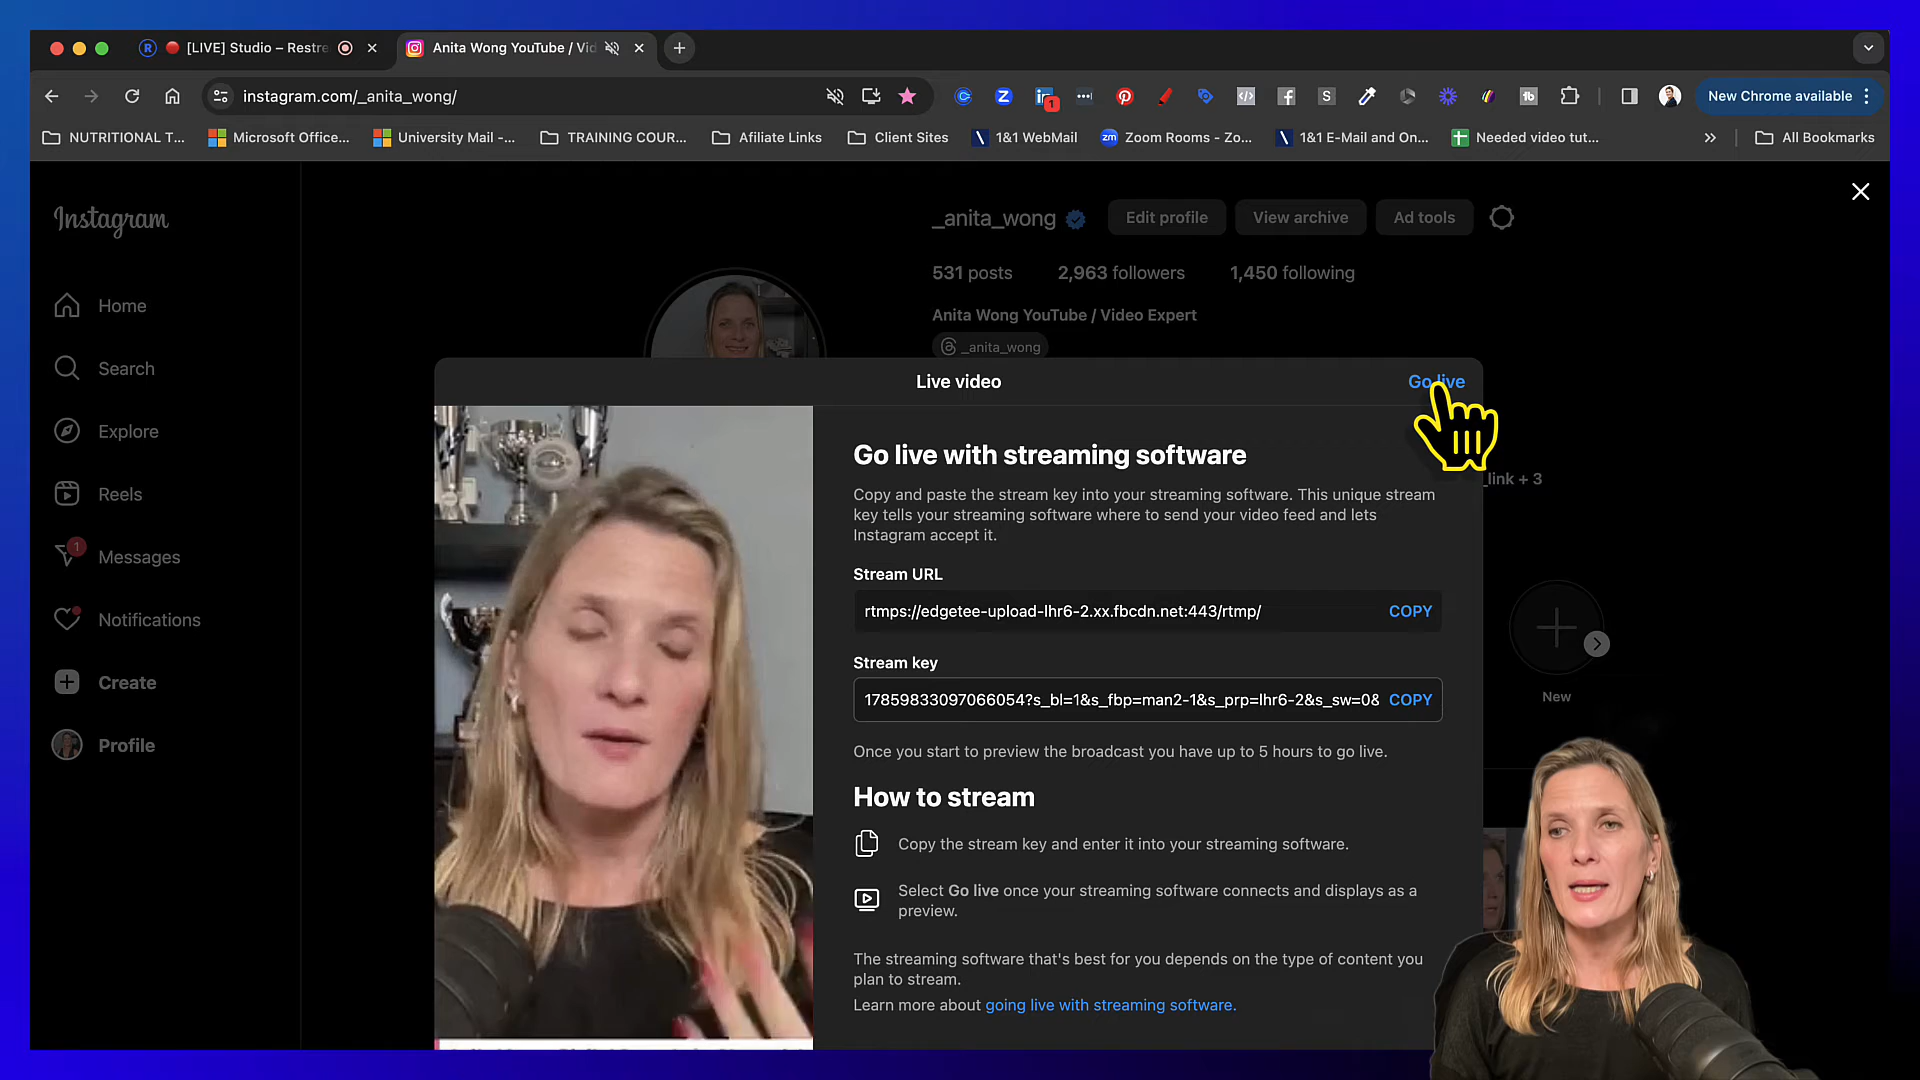 [LIVE] Studio – Restre
Anita Wong YouTube / Vid
instagram.com/_anita_wong/
1
New Chrome available
NUTRITIONAL T...
Microsoft Office...
University Mail -...
TRAINING COUR...
Afiliate Links
Client Sites
1&1 WebMail
zm Zoom Rooms - Zo...
1&1 E-Mail and On...
Needed video tut...
All Bookmarks
Instagram
_anita_wong
Edit profile
View archive
Ad tools
531 posts
2,963 followers
1,450 following
Anita Wong YouTube / Video Expert
_anita_wong
_link + 3
New
Home
Search
Explore
Reels
1
Messages
Notifications
Create
Profile
Live video
Go live
Go live with streaming software
Copy and paste the stream key into your streaming software. This unique stream
key tells your streaming software where to send your video feed and lets
Instagram accept it.
Stream URL
rtmps://edgetee-upload-lhr6-2.xx.fbcdn.net:443/rtmp/
COPY
Stream key
17859833097066054?s_bl=1&s_fbp=man2-1&s_prp=lhr6-2&s_sw=0&
COPY
Once you start to preview the broadcast you have up to 5 hours to go live.
How to stream
Copy the stream key and enter it into your streaming software.
Select Go live once your streaming software connects and displays as a
preview.
The streaming software that's best for you depends on the type of content you
plan to stream.
Learn more about going live with streaming software.